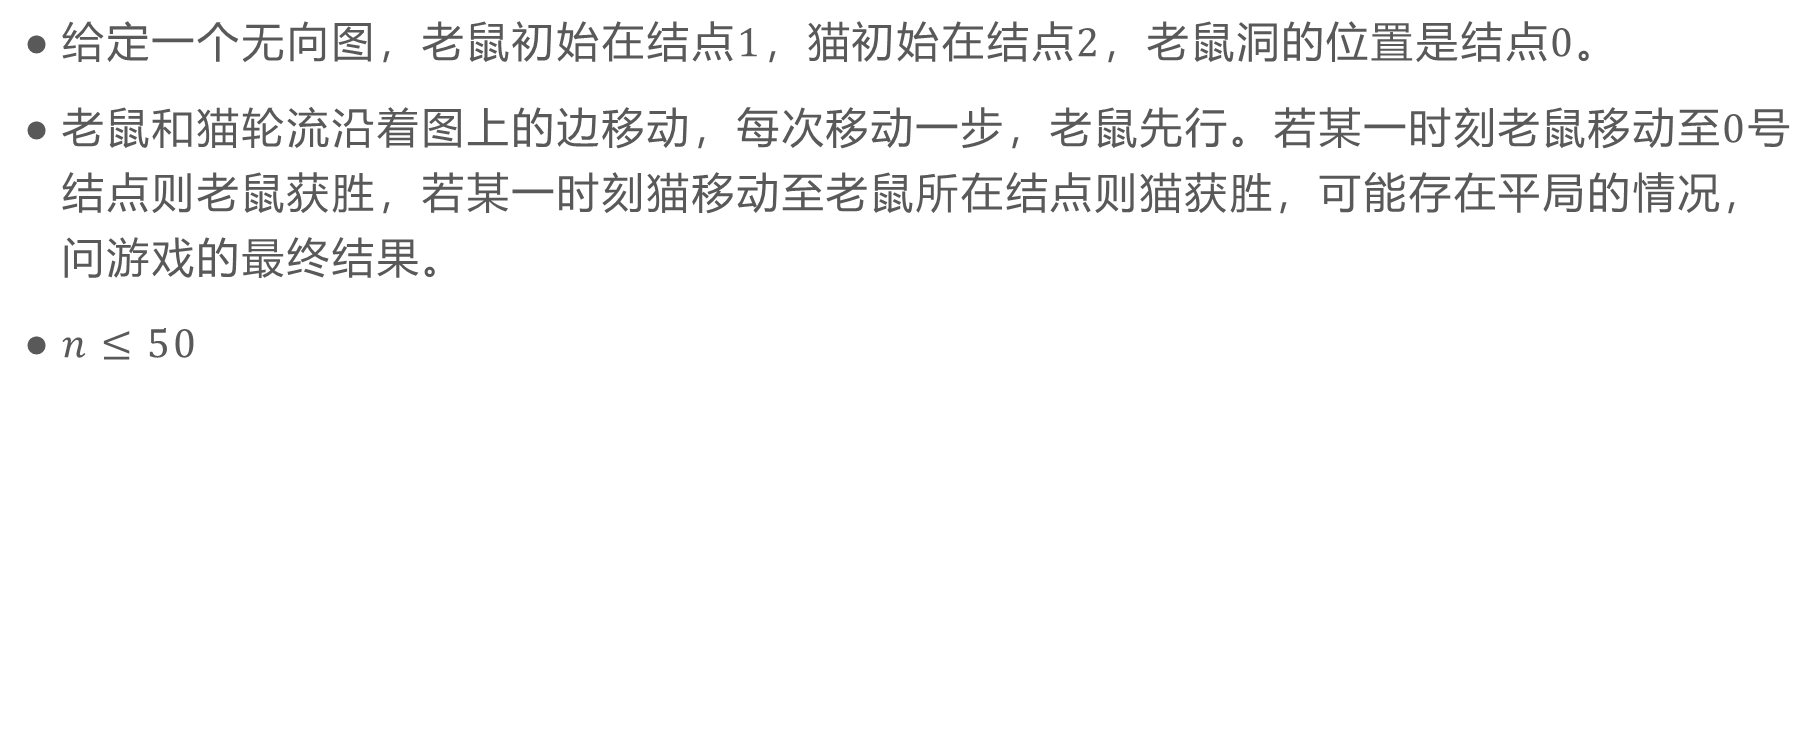 ● 给定一个无向图，老鼠初始在结点1，猫初始在结点2，老鼠洞的位置是结点0。
● 老鼠和猫轮流沿着图上的边移动，每次移动一步，老鼠先行。若某一时刻老鼠移动至0号
结点则老鼠获胜，若某一时刻猫移动至老鼠所在结点则猫获胜，可能存在平局的情况，
问游戏的最终结果。
● n ≤ 50